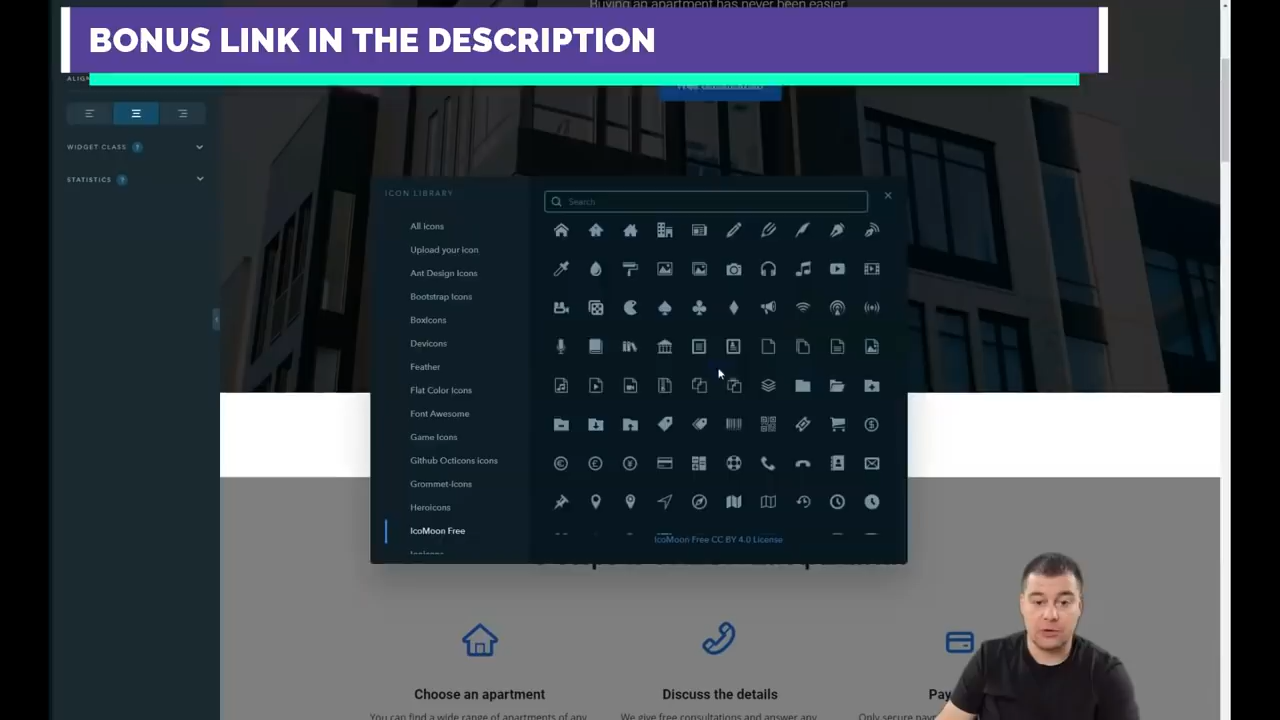 Buying an apartment has never been easier
BONUS LINK IN THE DESCRIPTION
WIDGET CLASS ?
STATISTICS ?
ICON LIBRARY
Search
All icons
Upload your icon
Ant Design Icons
Bootstrap Icons
BoxIcons
Devicons
Feather
Flat Color Icons
Font Awesome
Game Icons
Github Octicons icons
Grommet-Icons
Heroicons
IcoMoon Free
IcoMoon Free CC BY 4.0 License
Choose an apartment
Discuss the details
You can find a wide range of apartments of any
We give free consultations and answer any